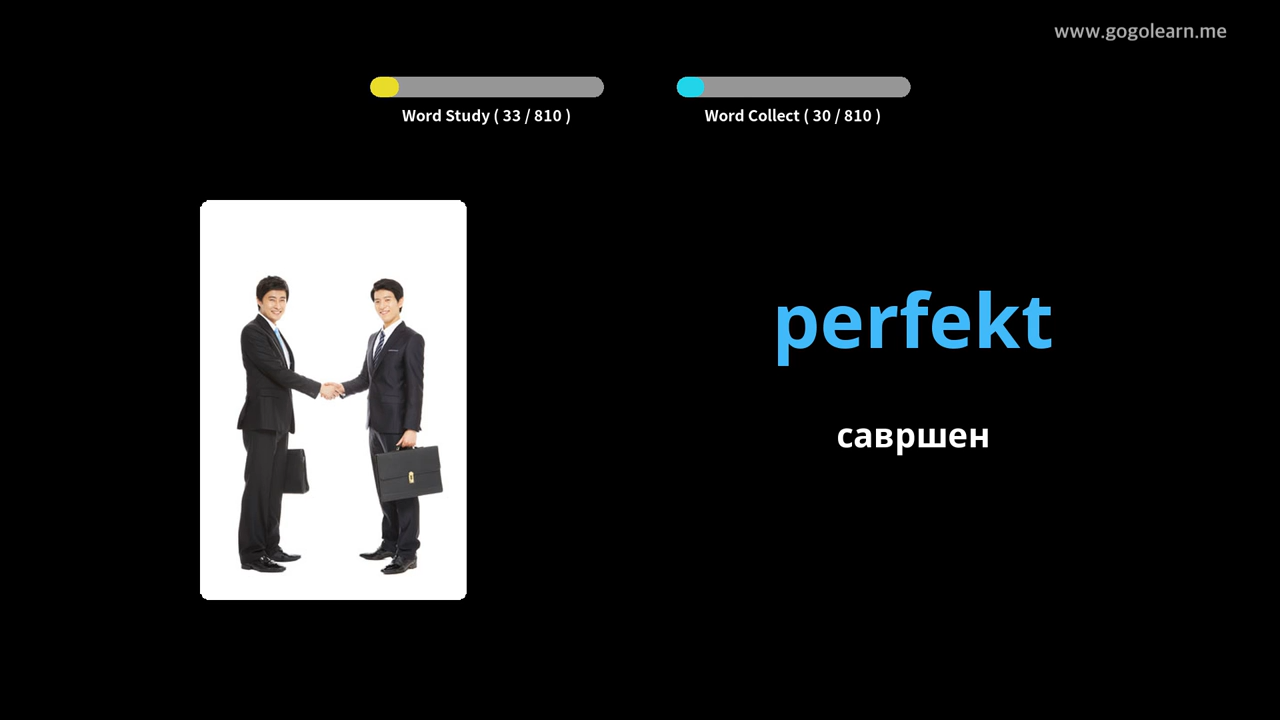 www.gogolearn.me
Word Study ( 33 / 810 )
Word Collect ( 30 / 810 )
perfekt
савршен